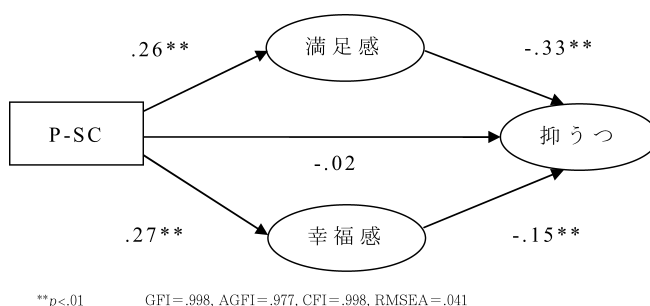 .26**
満足感
-.33**
P-SC
-.02
抑うつ
.27**
幸福感
-.15**
**p<.01 GFI=.998, AGFI=.977, CFI=.998, RMSEA=.041